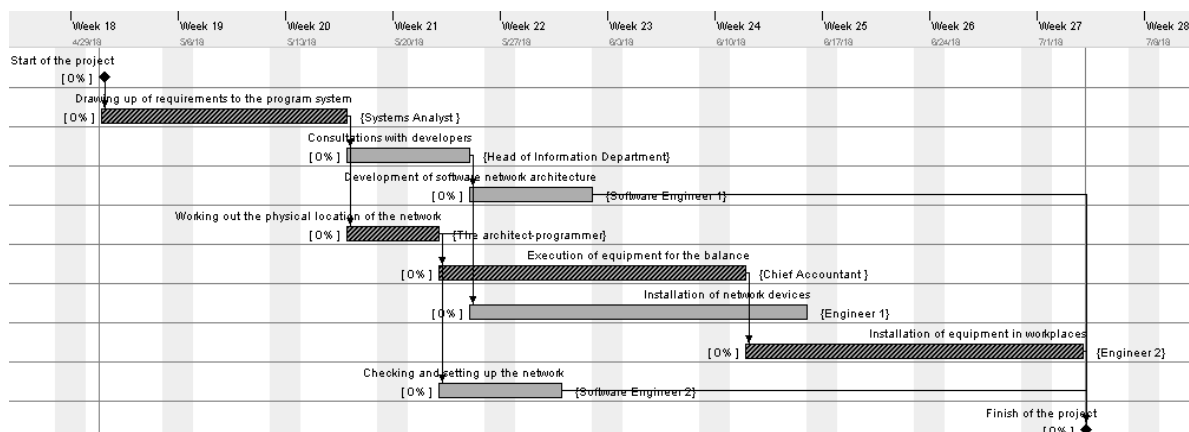 Week 18 Week 19 Week 20 Week 21 Week 22 Week 23 Week 24 Week 25 Week 26 Week 27 Week 28
4/29/18 5/6/18 5/13/18 5/20/18 5/27/18 6/3/18 6/10/18 6/17/18 6/24/18 7/1/18 7/8/18
Start of the project
[0%]
Drawing up of requirements to the program system
[0%] {Systems Analyst}
Consultations with developers
[0%] {Head of Information Department}
Development of software network architecture
[0%] {Software Engineer 1}
Working out the physical location of the network
[0%] {The architect-programmer}
Execution of equipment for the balance
[0%] {Chief Accountant}
Installation of network devices
[0%] {Engineer 1}
Installation of equipment in workplaces
[0%] {Engineer 2}
Checking and setting up the network
[0%] {Software Engineer 2}
Finish of the project
[0%]